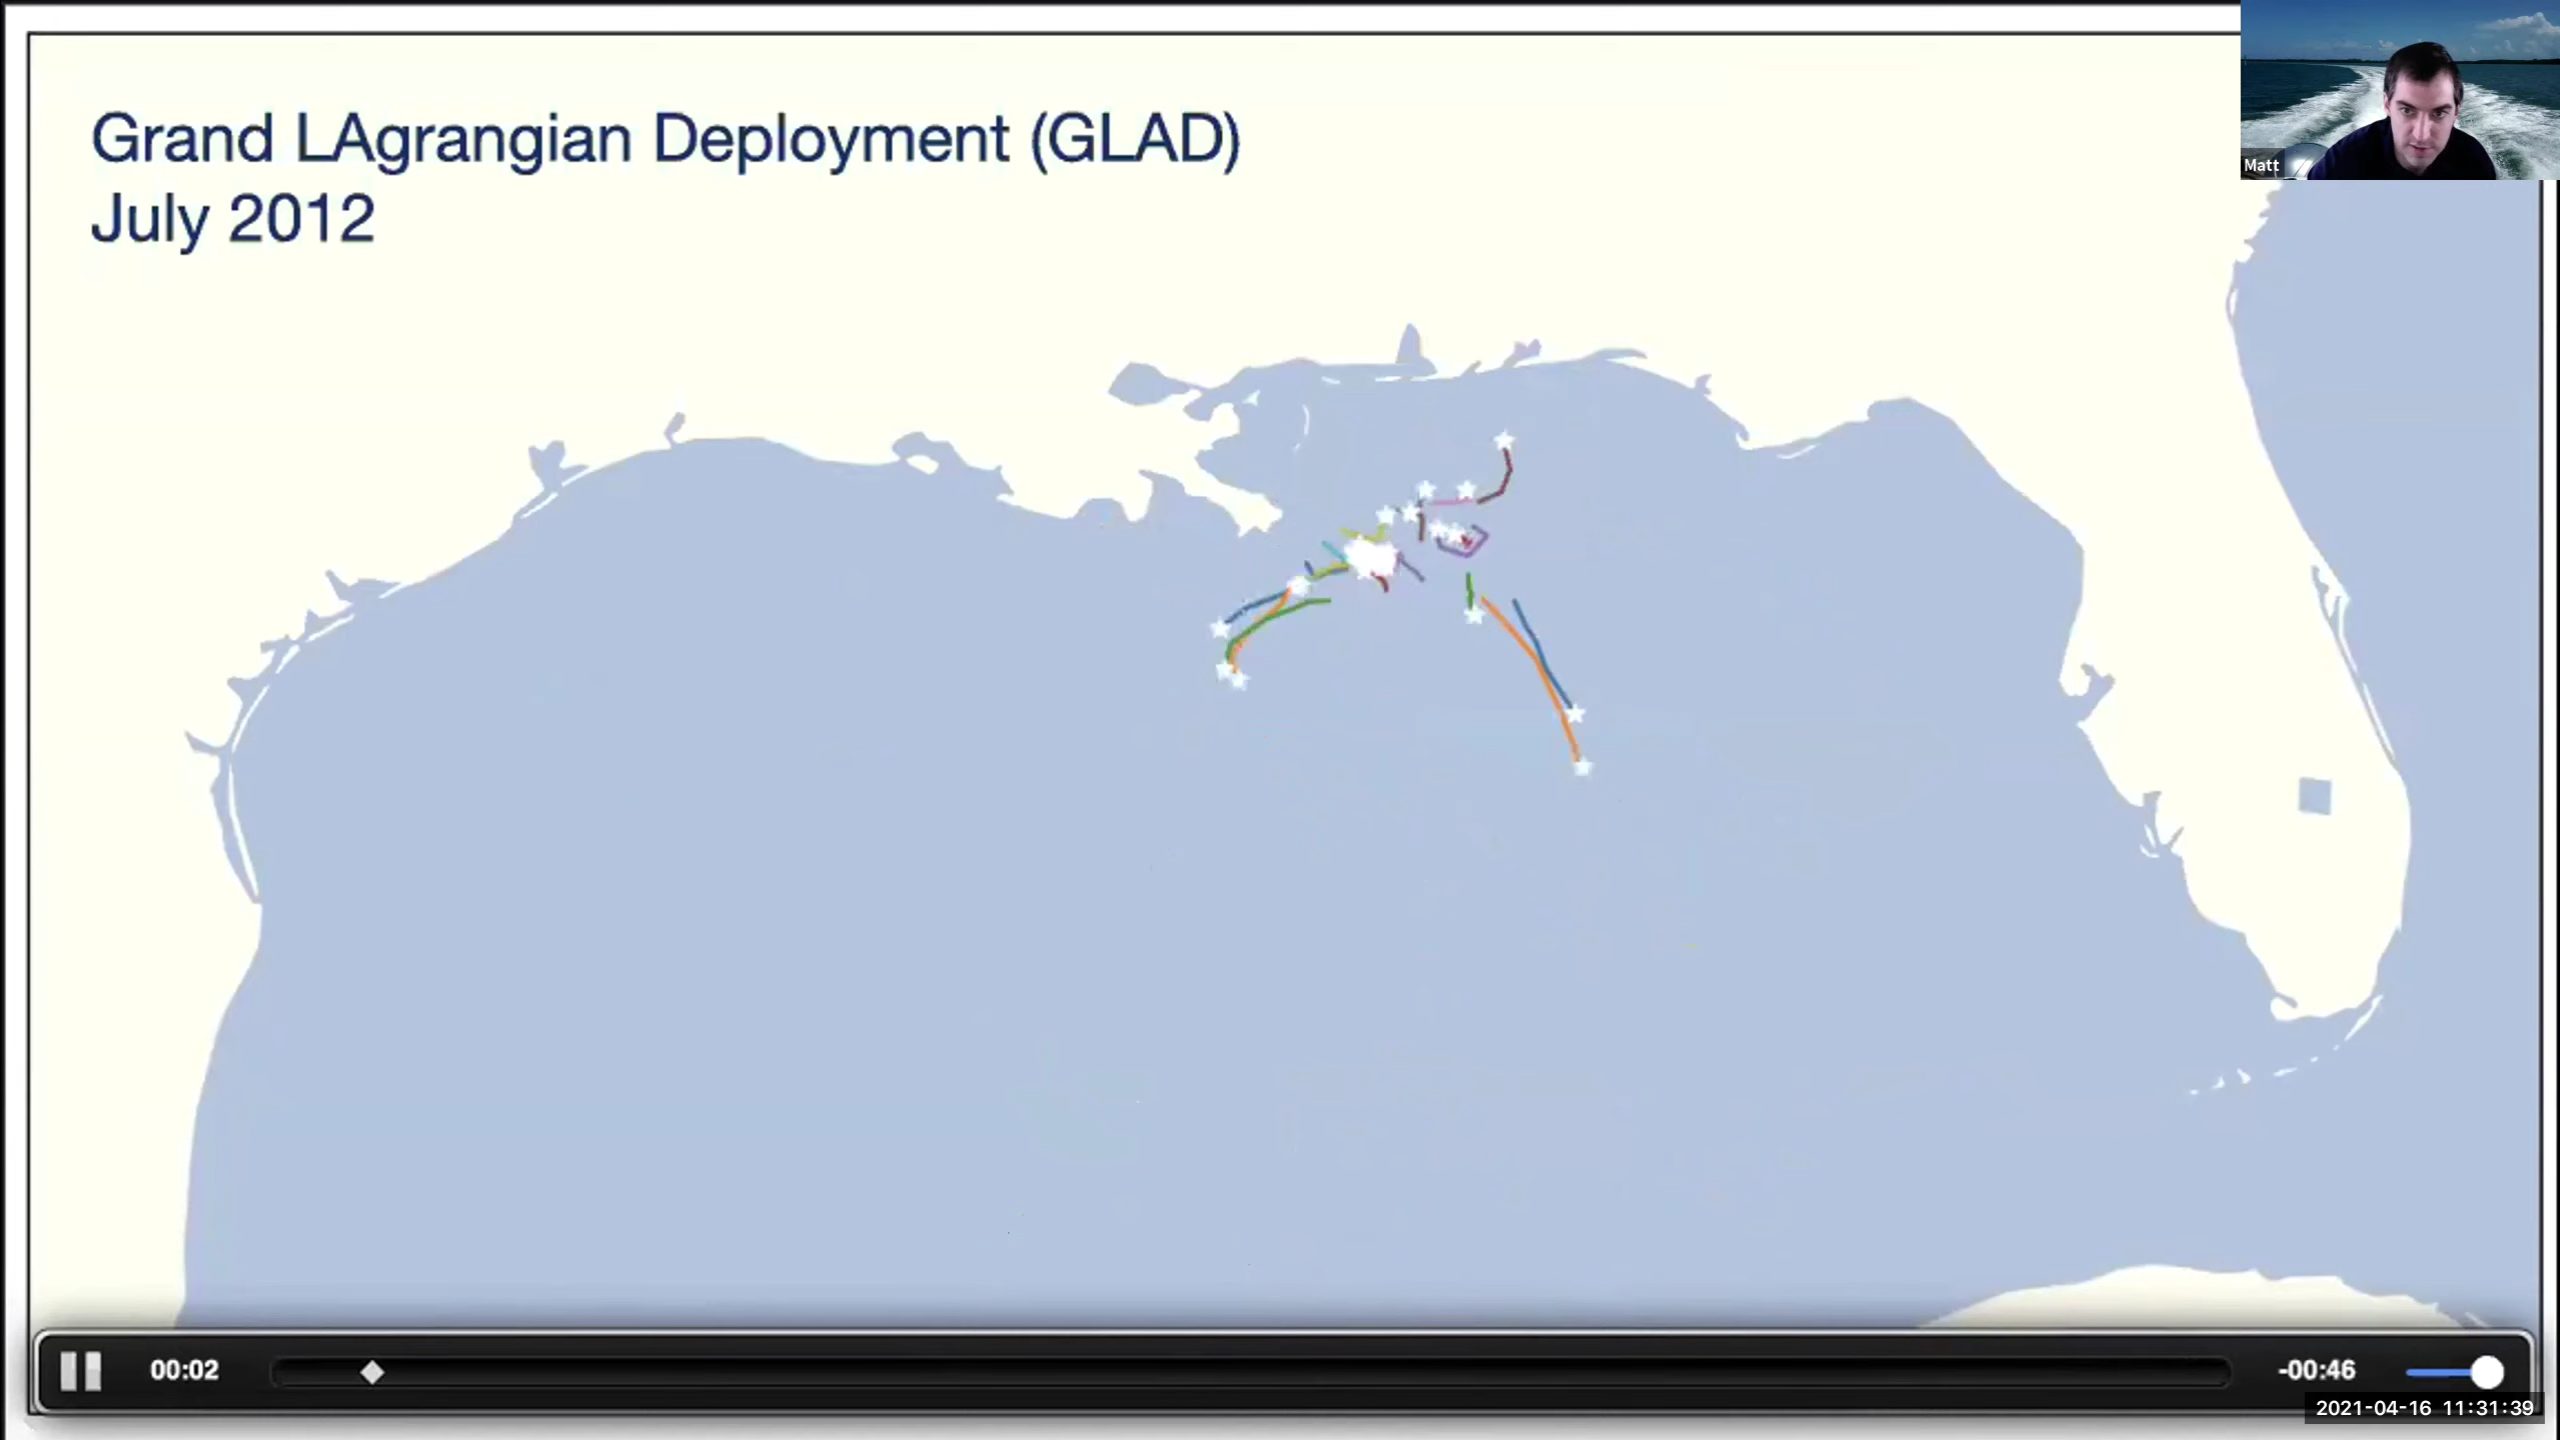 Grand LAgrangian Deployment (GLAD)
July 2012
Matt
00:02
-00:46
2021-04-16 11:31:39